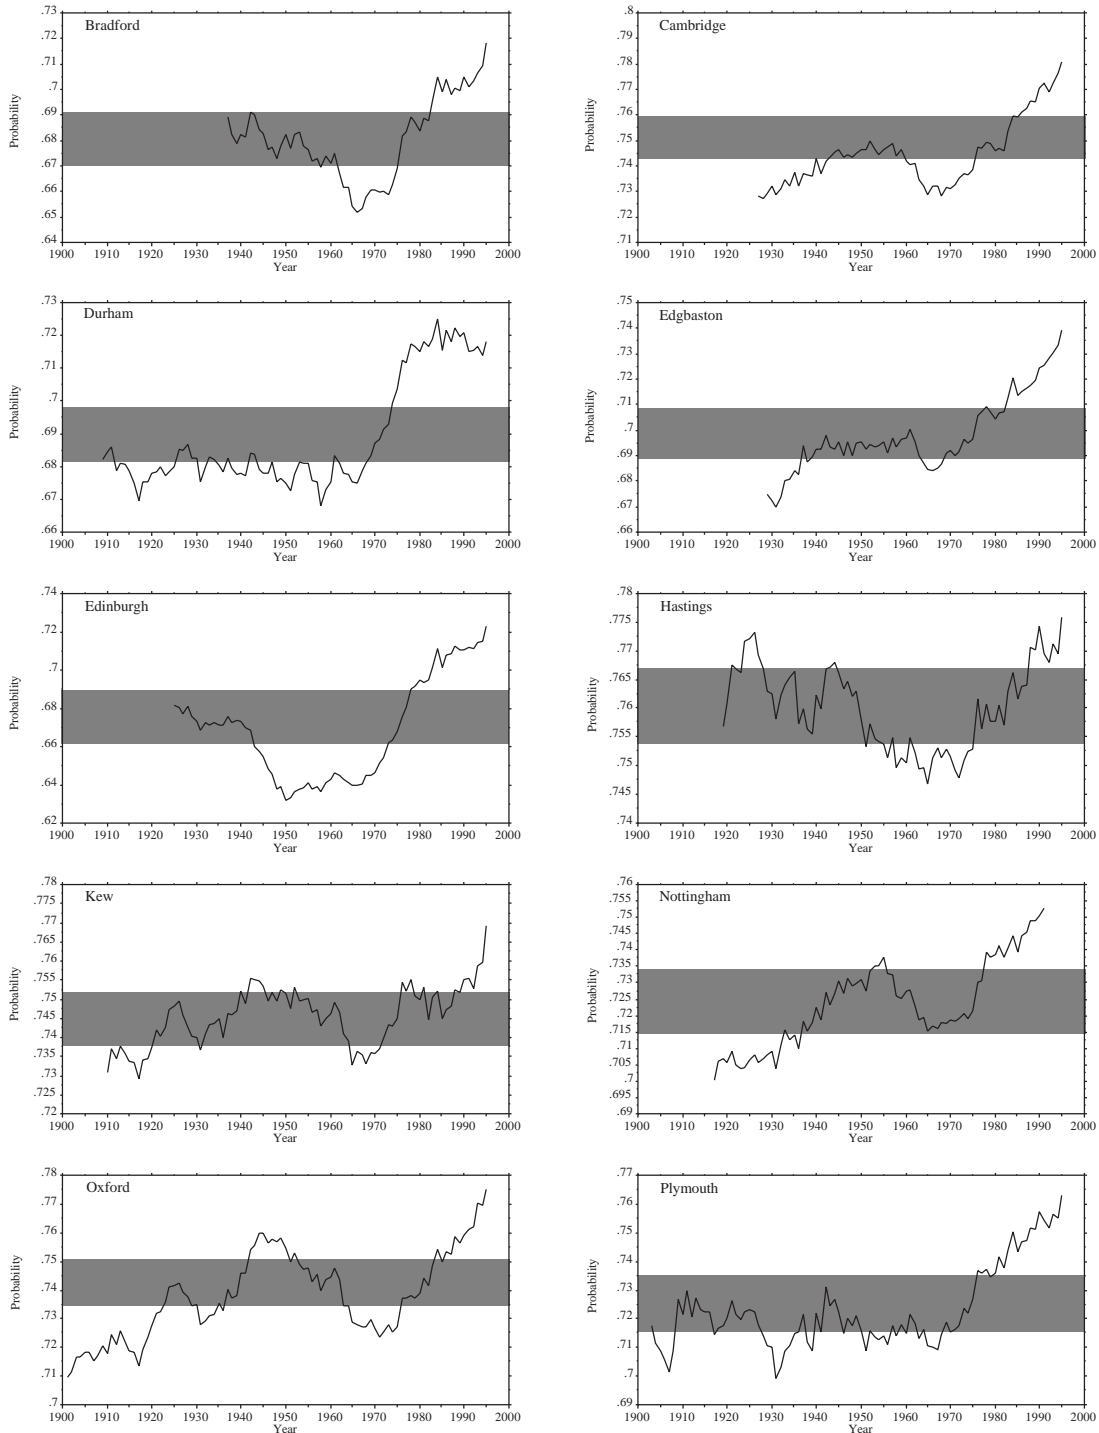 Bradford
Probability
.73
.72
.71
.7
.69
.68
.67
.66
.65
.64
1900 1910 1920 1930 1940 1950 1960 1970 1980 1990 2000
Year
Cambridge
Probability
.8
.79
.78
.77
.76
.75
.74
.73
.72
.71
1900 1910 1920 1930 1940 1950 1960 1970 1980 1990 2000
Year
Durham
Probability
.73
.72
.71
.7
.69
.68
.67
.66
1900 1910 1920 1930 1940 1950 1960 1970 1980 1990 2000
Year
Edgbaston
Probability
.75
.74
.73
.72
.71
.7
.69
.68
.67
.66
1900 1910 1920 1930 1940 1950 1960 1970 1980 1990 2000
Year
Edinburgh
Probability
.74
.72
.7
.68
.66
.64
.62
1900 1910 1920 1930 1940 1950 1960 1970 1980 1990 2000
Year
Hastings
Probability
.78
.775
.77
.765
.76
.755
.75
.745
.74
1900 1910 1920 1930 1940 1950 1960 1970 1980 1990 2000
Year
Kew
Probability
.78
.775
.77
.765
.76
.755
.75
.745
.74
.735
.73
.725
.72
1900 1910 1920 1930 1940 1950 1960 1970 1980 1990 2000
Year
Nottingham
Probability
.76
.755
.75
.745
.74
.735
.73
.725
.72
.715
.71
.705
.7
.695
.69
1900 1910 1920 1930 1940 1950 1960 1970 1980 1990 2000
Year
Oxford
Probability
.78
.77
.76
.75
.74
.73
.72
.71
.7
1900 1910 1920 1930 1940 1950 1960 1970 1980 1990 2000
Year
Plymouth
Probability
.77
.76
.75
.74
.73
.72
.71
.7
.69
1900 1910 1920 1930 1940 1950 1960 1970 1980 1990 2000
Year